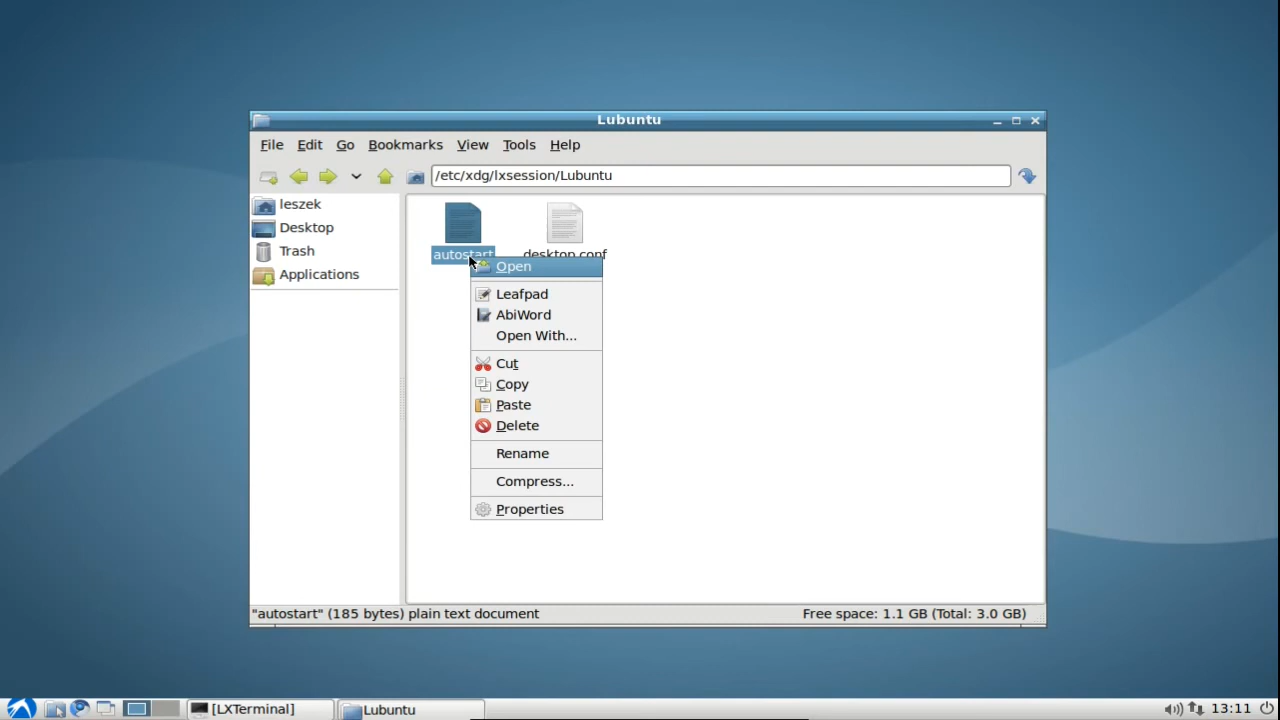 Lubuntu
File Edit Go Bookmarks View Tools Help
/etc/xdg/lxsession/Lubuntu
leszek
Desktop
Trash
Applications
autostart
desktop.conf
Open
Leafpad
AbiWord
Open With...
Cut
Copy
Paste
Delete
Rename
Compress...
Properties
"autostart" (185 bytes) plain text document
Free space: 1.1 GB (Total: 3.0 GB)
[LXTerminal]
Lubuntu
13:11